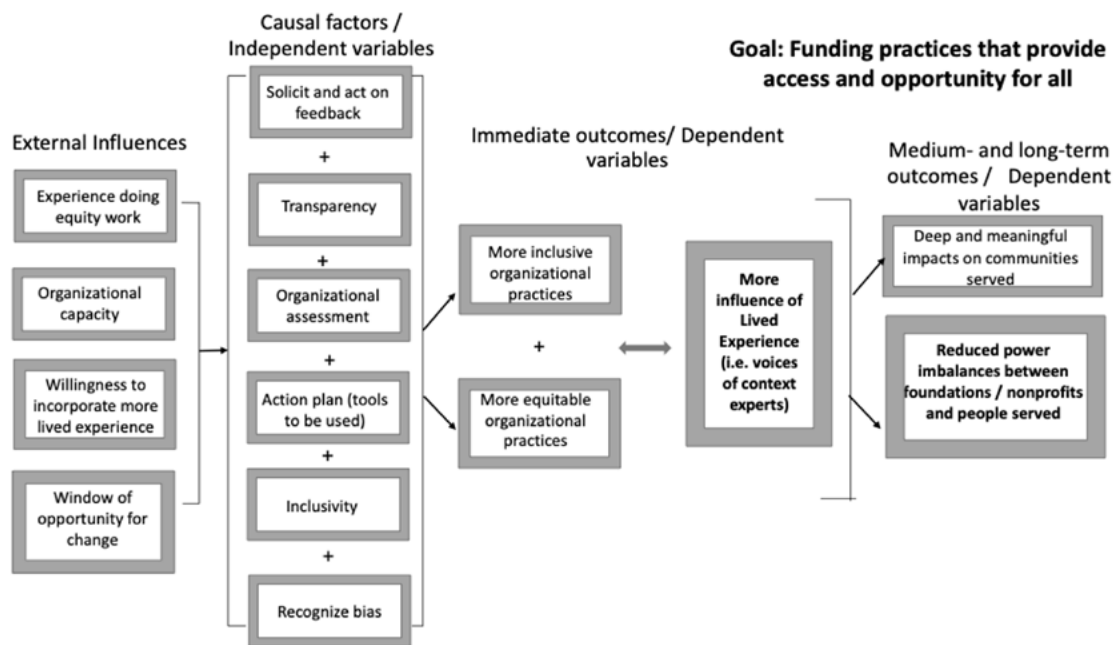 Causal factors /
Independent variables
Goal: Funding practices that provide
access and opportunity for all
External Influences
Experience doing
equity work
Organizational
capacity
Willingness to
incorporate more
lived experience
Window of
opportunity for
change
Solicit and act on
feedback
+
Transparency
+
Organizational
assessment
+
Action plan (tools
to be used)
+
Inclusivity
+
Recognize bias
Immediate outcomes/ Dependent
variables
More inclusive
organizational
practices
+
More equitable
organizational
practices
More
influence of
Lived
Experience
(i.e. voices
of context
experts)
Medium- and long-term
outcomes / Dependent
variables
Deep and meaningful
impacts on communities
served
Reduced power
imbalances between
foundations / nonprofits
and people served